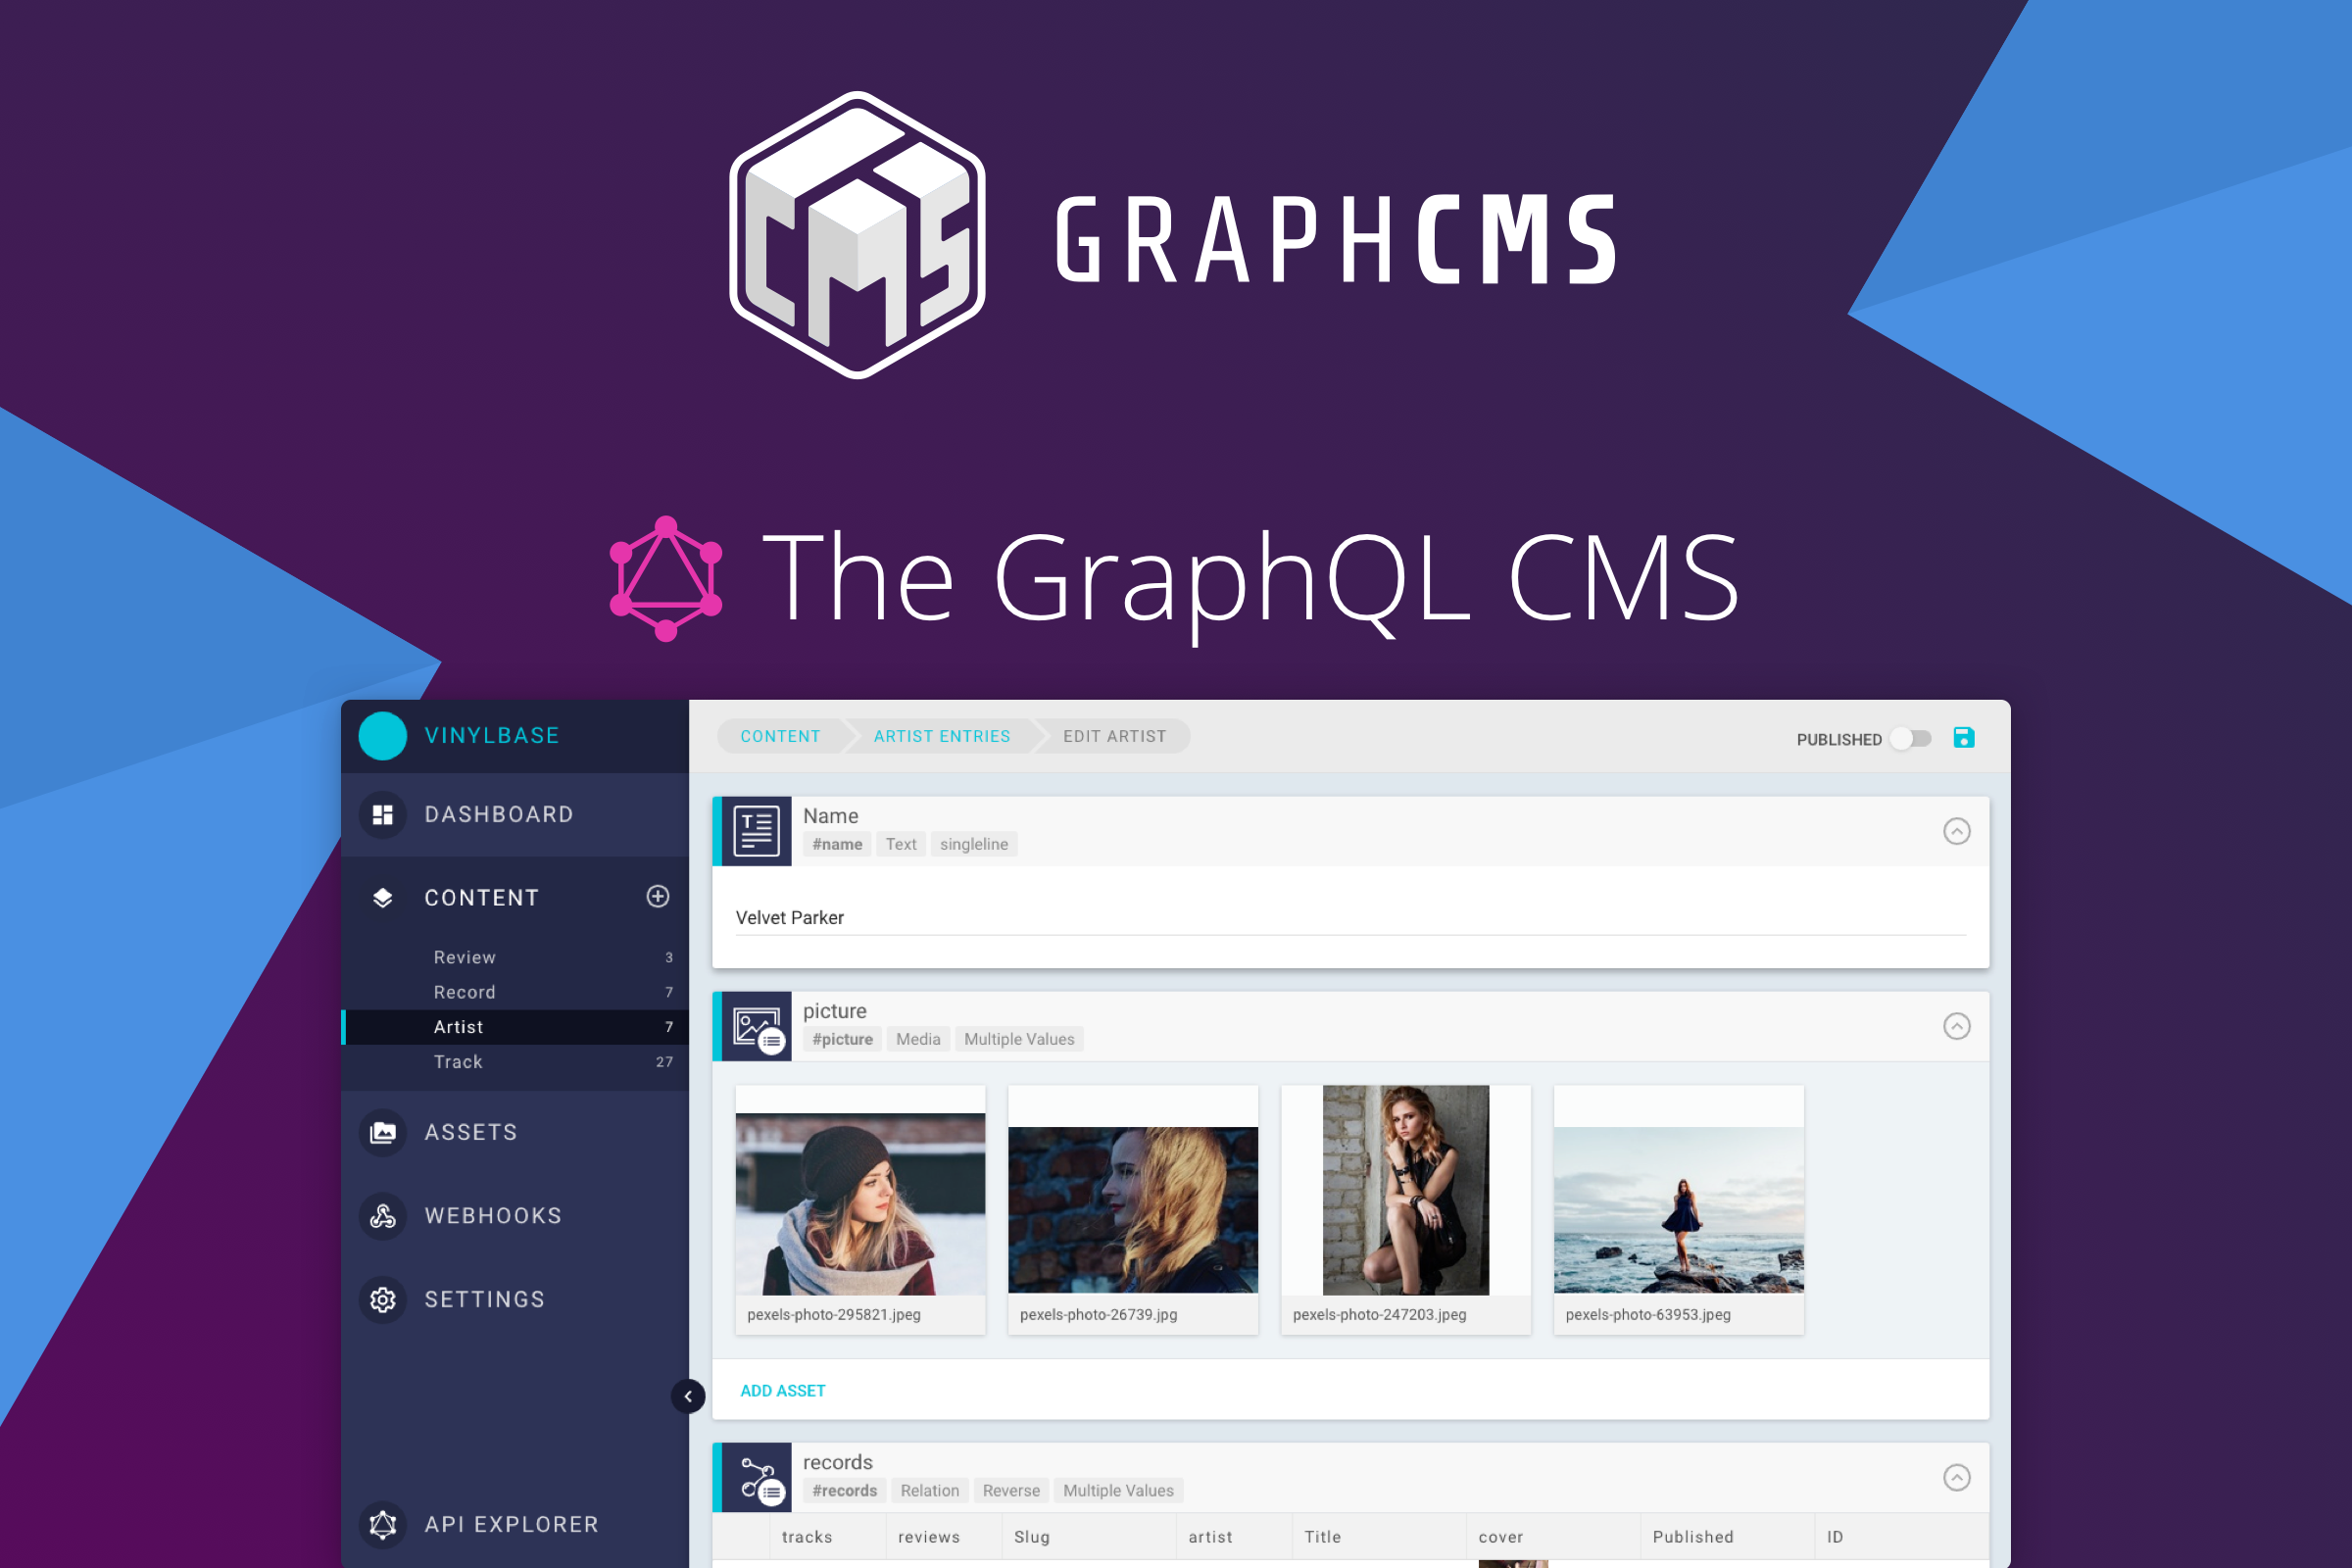 CMS
GRAPHCMS
The GraphQL CMS
VINYLBASE
DASHBOARD
CONTENT
Review 3
Record 7
Artist 7
Track 27
ASSETS
WEBHOOKS
SETTINGS
API EXPLORER
CONTENT ARTIST ENTRIES EDIT ARTIST
PUBLISHED
Name
#name Text singleline
Velvet Parker
picture
#picture Media Multiple Values
pexels-photo-295821.jpeg pexels-photo-26739.jpg pexels-photo-247203.jpeg pexels-photo-63953.jpeg
ADD ASSET
records
#records Relation Reverse Multiple Values
tracks reviews Slug artist Title cover Published ID